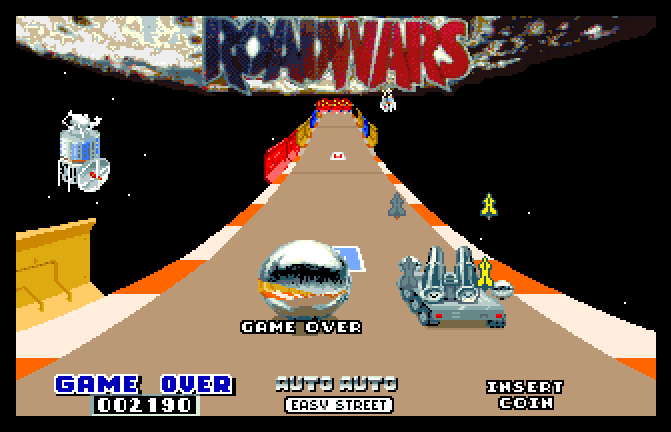 ROADWARS
GAME OVER
GAME OVER
002190
AUTO AUTO
EASY STREET
INSERT
COIN